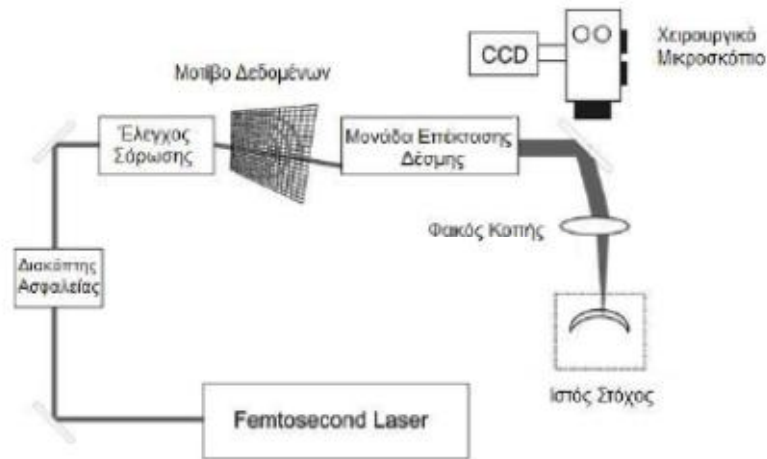 CCD
Χειρουργικό
Μικροσκόπιο
Μοτίβο Δεδομένων
Έλεγχος
Σάρωσης
Μονάδα Επέκτασης
Δέσμης
Φακός Κοπής
Διακόπτης
Ασφαλείας
Ιστός Στόχος
Femtosecond Laser